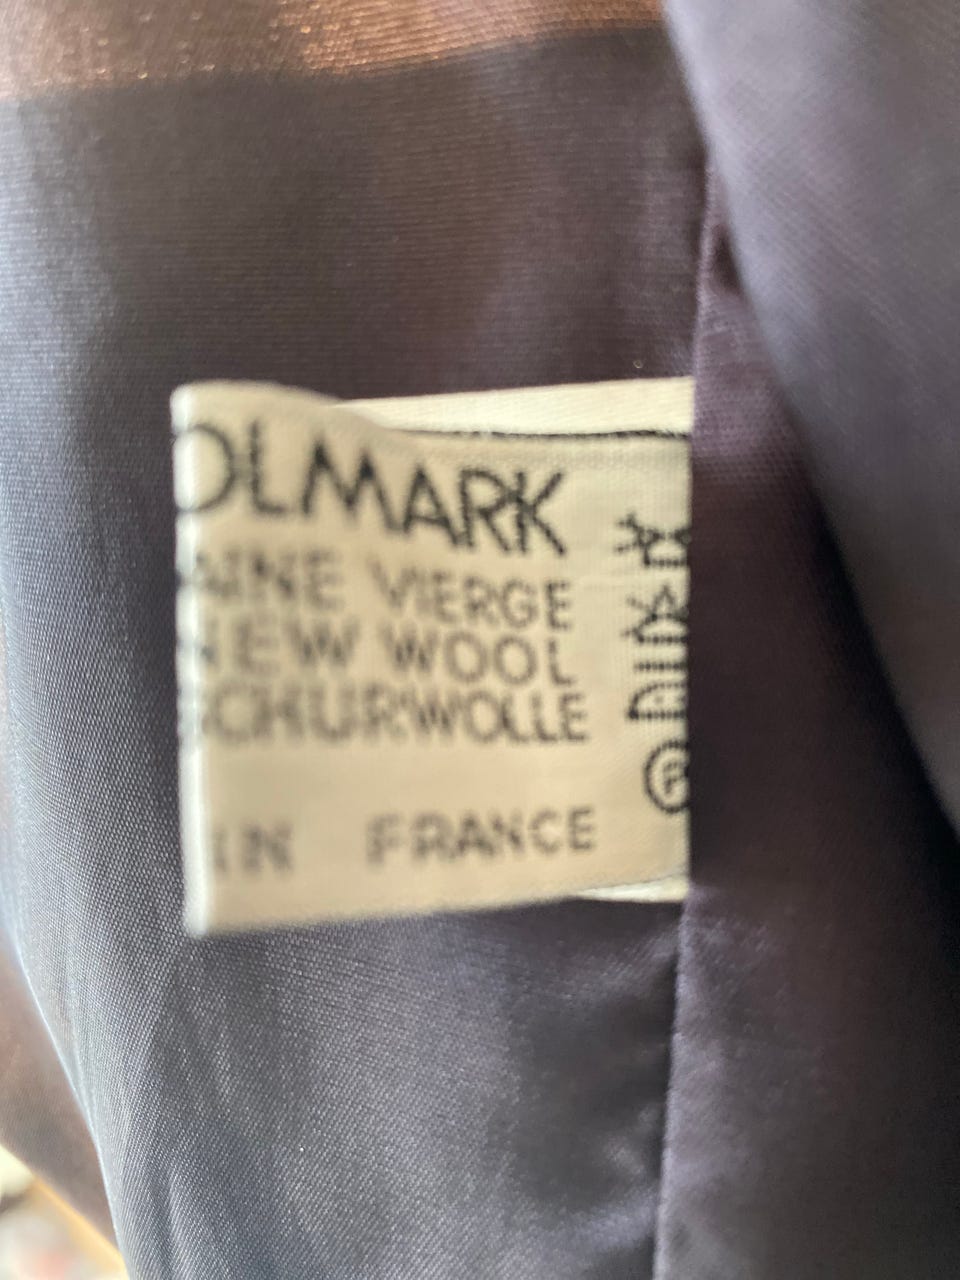 OLMARK
AINE VIERGE
NEW WOOL
SCHURWOLLE
IN FRANCE
P